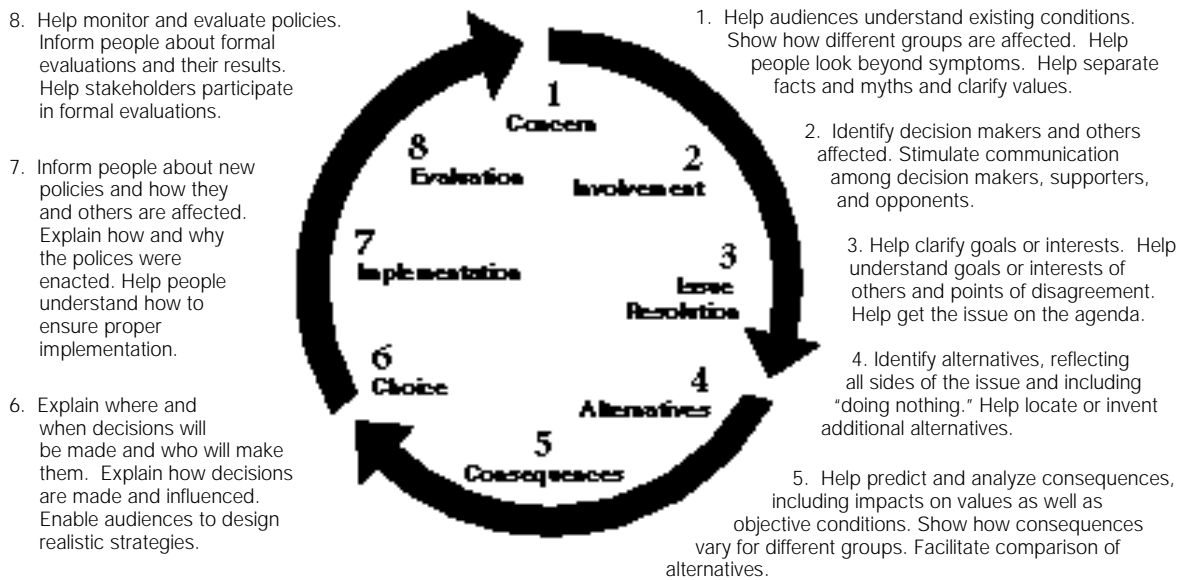 1. Help audiences understand existing conditions.
Show how different groups are affected. Help
people look beyond symptoms. Help separate
facts and myths and clarify values.
2. Identify decision makers and others
affected. Stimulate communication
among decision makers, supporters,
and opponents.
3. Help clarify goals or interests. Help
understand goals or interests of
others and points of disagreement.
Help get the issue on the agenda.
4. Identify alternatives, reflecting
all sides of the issue and including
"doing nothing." Help locate or invent
additional alternatives.
5. Help predict and analyze consequences,
including impacts on values as well as
objective conditions. Show how consequences
vary for different groups. Facilitate comparison of
alternatives.
6. Explain where and
when decisions will
be made and who will make
them. Explain how decisions
are made and influenced.
Enable audiences to design
realistic strategies.
7. Inform people about new
policies and how they
and others are affected.
Explain how and why
the polices were
enacted. Help people
understand how to
ensure proper
implementation.
8. Help monitor and evaluate policies.
Inform people about formal
evaluations and their results.
Help stakeholders participate
in formal evaluations.
1
Concern
2
Involvement
3
Issue
Resolution
4
Alternatives
5
Consequences
6
Choice
7
Implementation
8
Evaluation